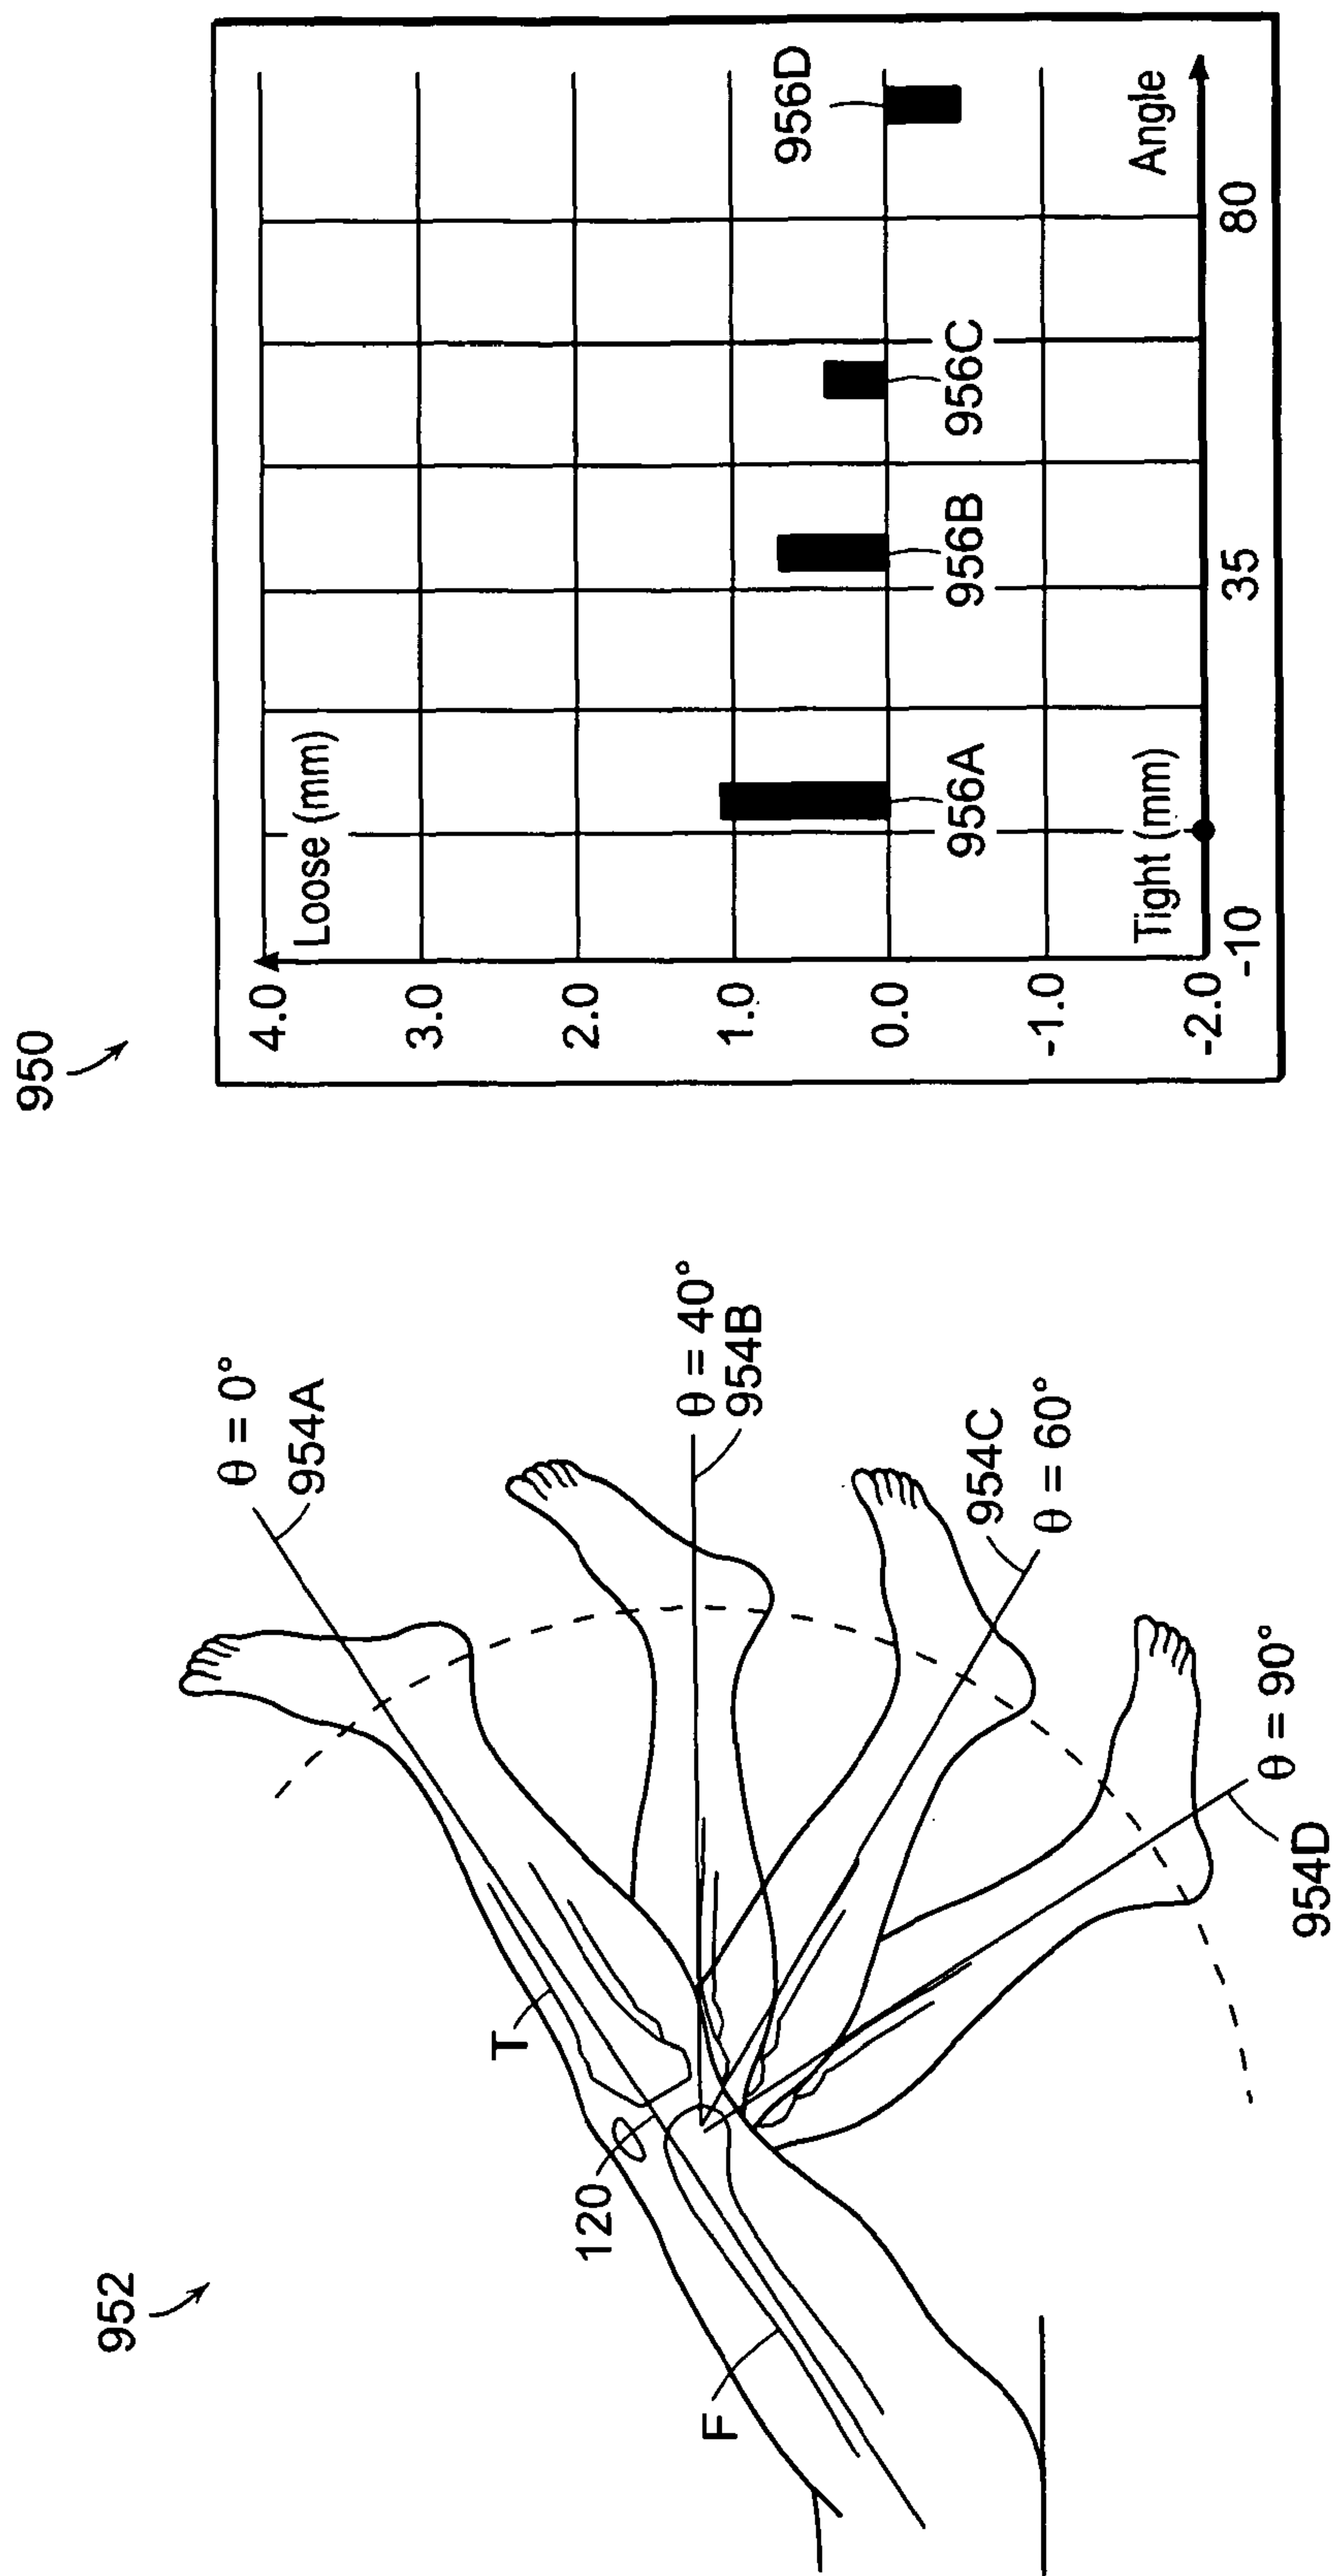 952
950
θ = 0°
954A
θ = 40°
954B
954C
θ = 60°
θ = 90°
954D
T
120
F
4.0
3.0
2.0
1.0
0.0
-1.0
-2.0
Loose (mm)
Tight (mm)
956A
956B
956C
956D
Angle
-10
35
80